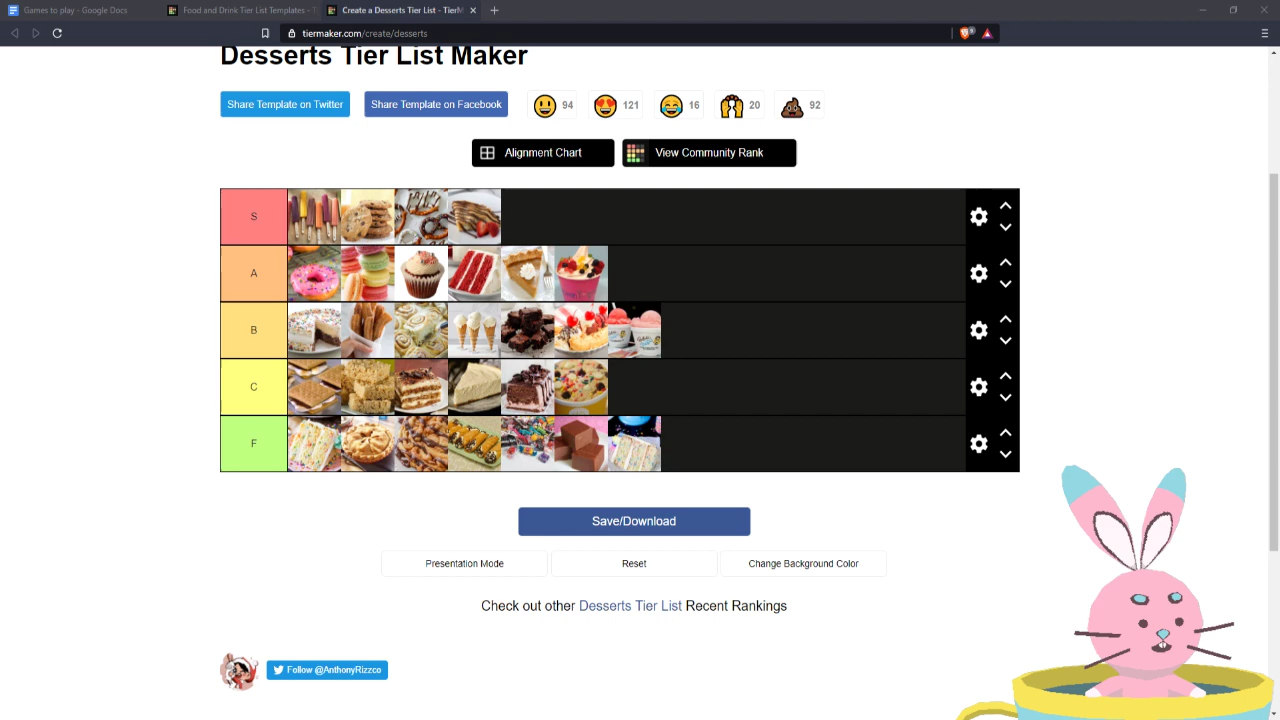 Games to play - Google Docs
Food and Drink Tier List Templates - T
Create a Desserts Tier List - TierM
tiermaker.com/create/desserts
Desserts Tier List Maker
Share Template on Twitter
Share Template on Facebook
94
121
16
20
92
Alignment Chart
View Community Rank
S
A
B
C
F
Save/Download
Presentation Mode
Reset
Change Background Color
Check out other Desserts Tier List Recent Rankings
Follow @AnthonyRizzco